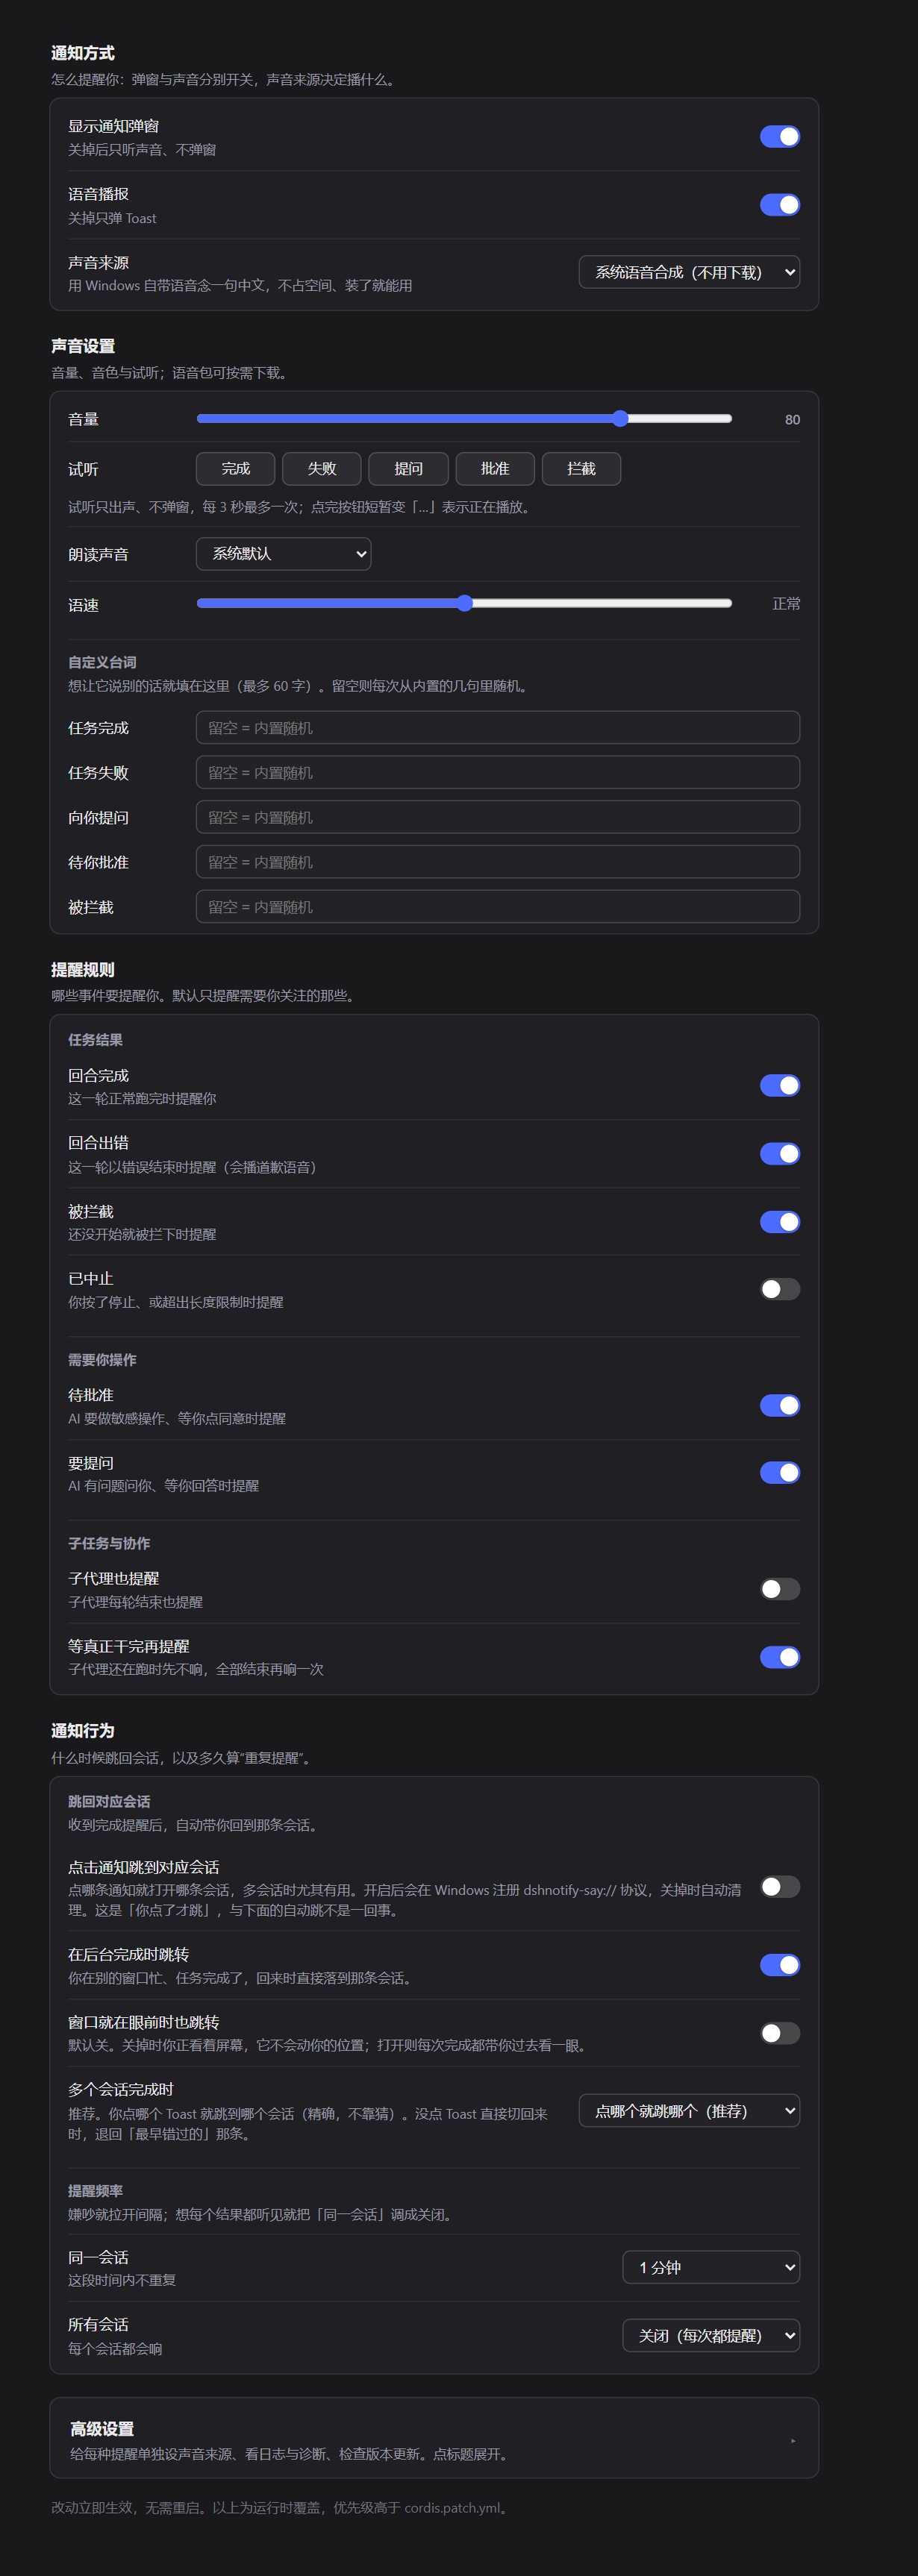 通知方式
怎么提醒你：弹窗与声音分别开关，声音来源决定播什么。
显示通知弹窗
关掉后只听声音、不弹窗
语音播报
关掉只弹 Toast
声音来源
用 Windows 自带语音念一句中文，不占空间、装了就能用
系统语音合成（不用下载）
声音设置
音量、音色与试听；语音包可按需下载。
音量
80
试听
完成
失败
提问
批准
拦截
试听只出声、不弹窗，每 3 秒最多一次；点完按钮短暂变「…」表示正在播放。
朗读声音
系统默认
语速
正常
自定义台词
想让它说别的话就填在这里（最多 60 字）。留空则每次从内置的几句里随机。
任务完成
留空 = 内置随机
任务失败
留空 = 内置随机
向你提问
留空 = 内置随机
待你批准
留空 = 内置随机
被拦截
留空 = 内置随机
提醒规则
哪些事件要提醒你。默认只提醒需要你关注的那些。
任务结果
回合完成
这一轮正常跑完时提醒你
回合出错
这一轮以错误结束时提醒（会播道歉语音）
被拦截
还没开始就被拦下时提醒
已中止
你按了停止、或超出长度限制时提醒
需要你操作
待批准
AI 要做敏感操作、等你点同意时提醒
要提问
AI 有问题问你、等你回答时提醒
子任务与协作
子代理也提醒
子代理每轮结束也提醒
等真正干完再提醒
子代理还在跑时先不响，全部结束再响一次
通知行为
什么时候跳回会话，以及多久算"重复提醒"。
跳回对应会话
收到完成提醒后，自动带你回到那条会话。
点击通知跳到对应会话
点哪条通知就打开哪条会话，多会话时尤其有用。开启后会在 Windows 注册 dshnotify-say:// 协议，关掉时自动清
理。这是「你点了才跳」，与下面的自动跳不是一回事。
在后台完成时跳转
你在别的窗口忙、任务完成了，回来时直接落到那条会话。
窗口就在眼前时也跳转
默认关。关掉时你正看着屏幕，它不会动你的位置；打开则每次完成都带你过去看一眼。
多个会话完成时
推荐。你点哪个 Toast 就跳到哪个会话（精确，不靠猜）。没点 Toast 直接切回来
时，退回「最早错过的」那条。
点哪个就跳哪个（推荐）
提醒频率
嫌吵就拉开间隔；想每个结果都听见就把「同一会话」调成关闭。
同一会话
这段时间内不重复
1 分钟
所有会话
每个会话都会响
关闭（每次都提醒）
高级设置
给每种提醒单独设声音来源、看日志与诊断、检查版本更新。点标题展开。
改动立即生效，无需重启。以上为运行时覆盖，优先级高于 cordis.patch.yml。